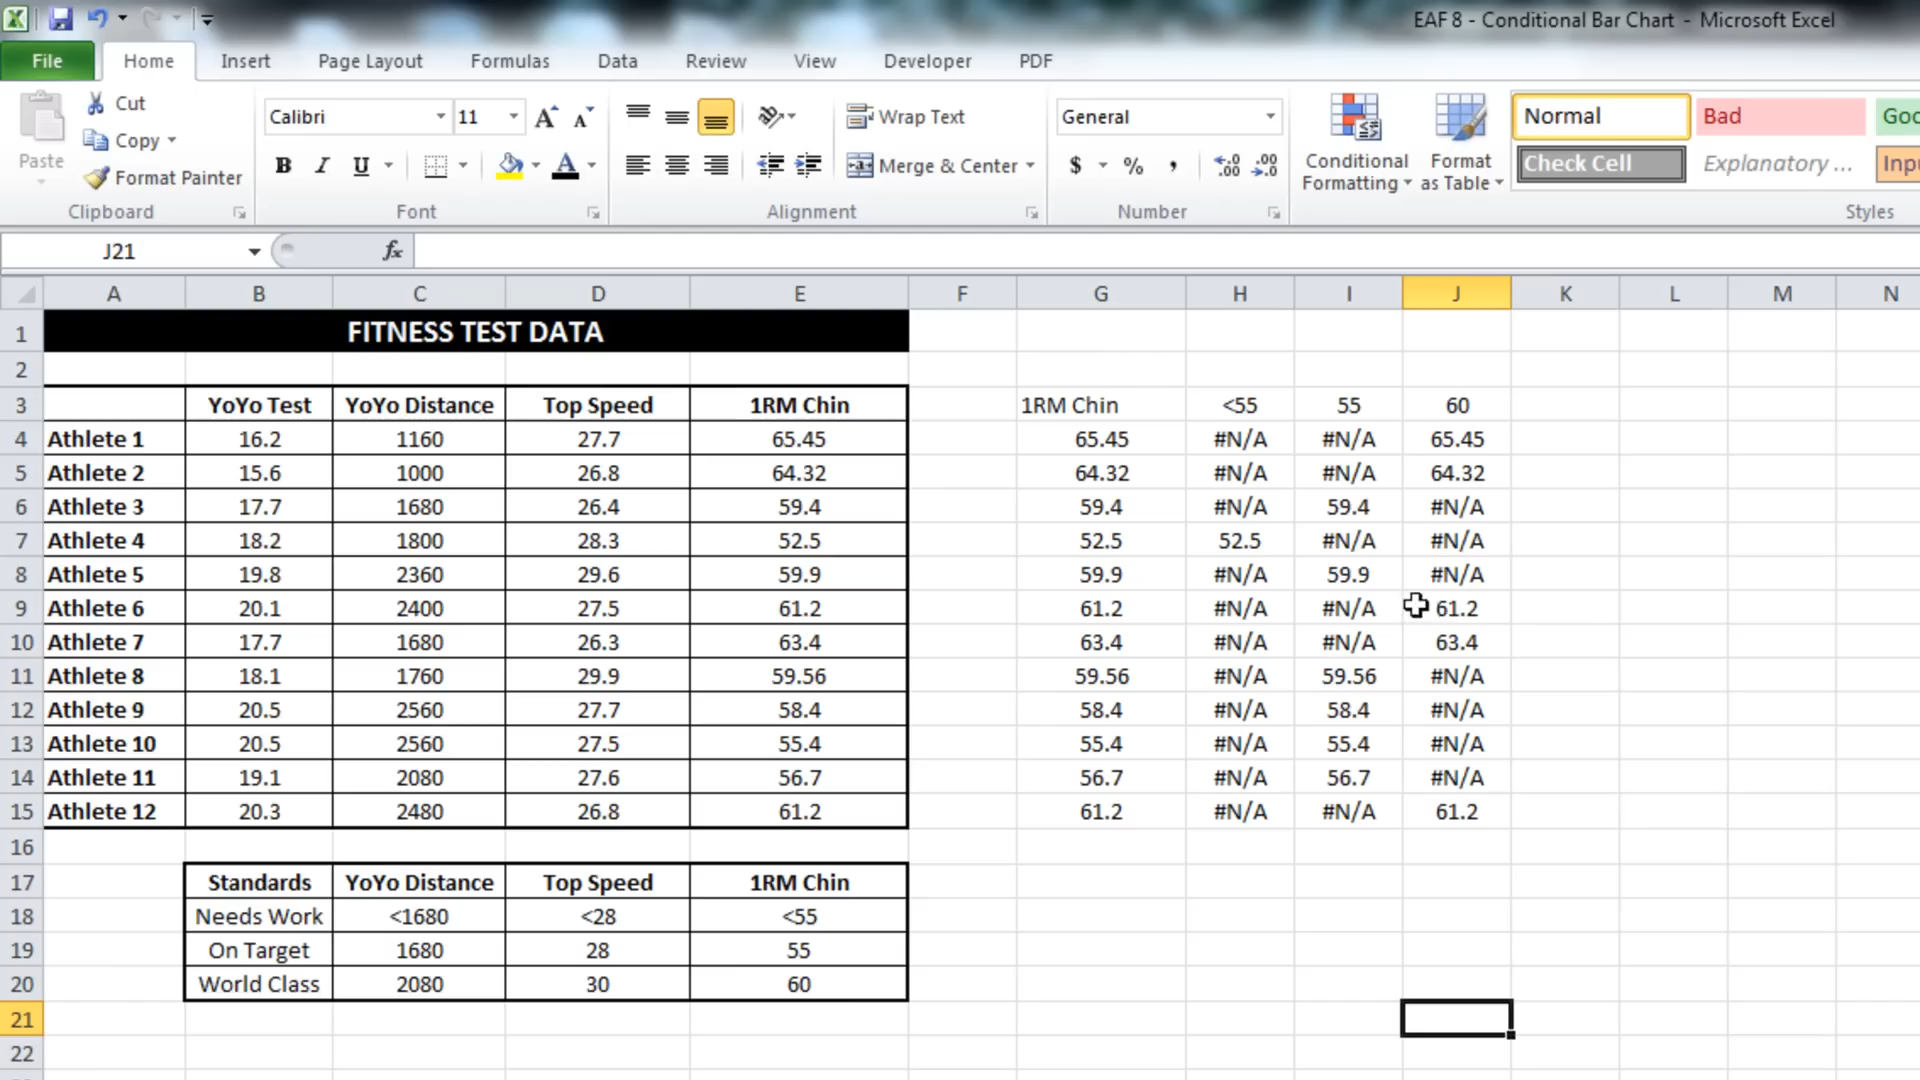 EAF 8 - Conditional Bar Chart - Microsoft Excel
File Home Insert Page Layout Formulas Data Review View Developer PDF
Paste
Cut
Copy
Format Painter
Clipboard
Calibri 11
B I U
Font
Wrap Text
Merge & Center
Alignment
General
$ % ,
Number
Conditional Formatting
Format as Table
Normal Bad
Check Cell Explanatory ...
Styles
J21 fx
A B C D E F G H I J K L M N
1 FITNESS TEST DATA
2
3 YoYo Test YoYo Distance Top Speed 1RM Chin 1RM Chin <55 55 60
4 Athlete 1 16.2 1160 27.7 65.45 65.45 #N/A #N/A 65.45
5 Athlete 2 15.6 1000 26.8 64.32 64.32 #N/A #N/A 64.32
6 Athlete 3 17.7 1680 26.4 59.4 59.4 #N/A 59.4 #N/A
7 Athlete 4 18.2 1800 28.3 52.5 52.5 52.5 #N/A #N/A
8 Athlete 5 19.8 2360 29.6 59.9 59.9 #N/A 59.9 #N/A
9 Athlete 6 20.1 2400 27.5 61.2 61.2 #N/A #N/A 61.2
10 Athlete 7 17.7 1680 26.3 63.4 63.4 #N/A #N/A 63.4
11 Athlete 8 18.1 1760 29.9 59.56 59.56 #N/A 59.56 #N/A
12 Athlete 9 20.5 2560 27.7 58.4 58.4 #N/A 58.4 #N/A
13 Athlete 10 20.5 2560 27.5 55.4 55.4 #N/A 55.4 #N/A
14 Athlete 11 19.1 2080 27.6 56.7 56.7 #N/A 56.7 #N/A
15 Athlete 12 20.3 2480 26.8 61.2 61.2 #N/A #N/A 61.2
16
17 Standards YoYo Distance Top Speed 1RM Chin
18 Needs Work <1680 <28 <55
19 On Target 1680 28 55
20 World Class 2080 30 60
21
22